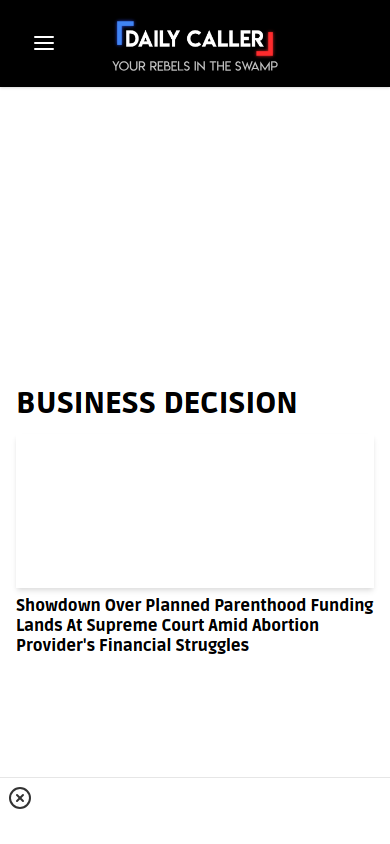 DAILY CALLER
YOUR REBELS IN THE SWAMP
BUSINESS DECISION
Showdown Over Planned Parenthood Funding
Lands At Supreme Court Amid Abortion
Provider's Financial Struggles